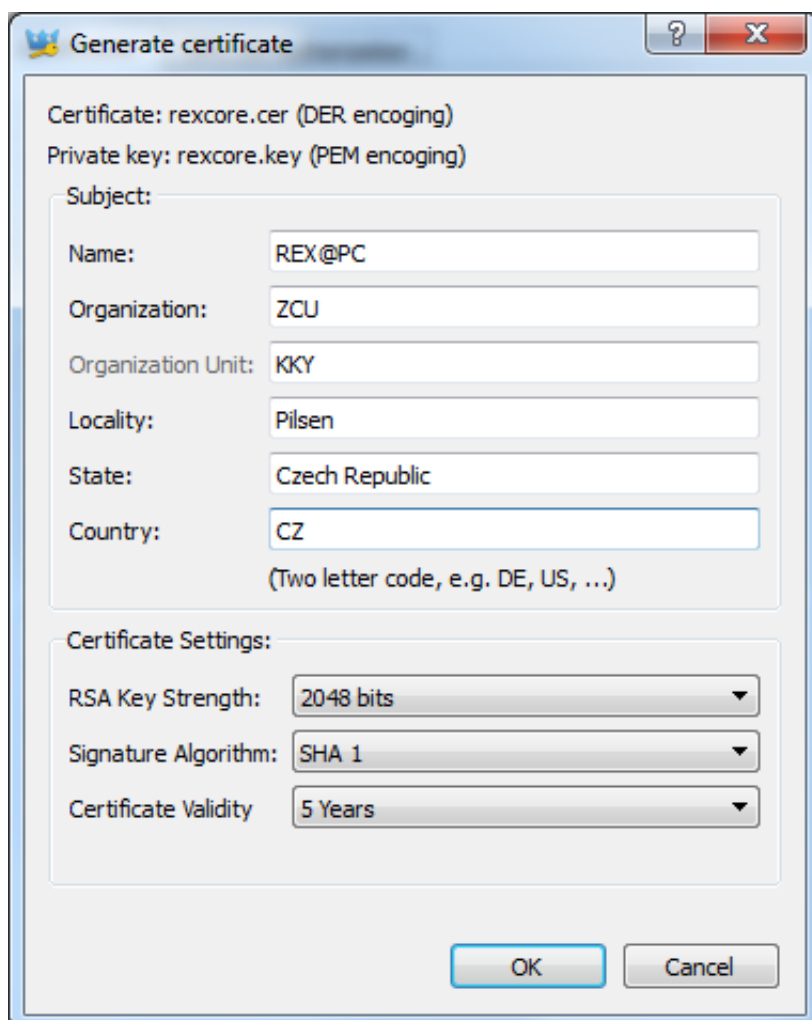 Generate certificate
Certificate: rexcore.cer (DER encoging)
Private key: rexcore.key (PEM encoging)
Subject:
Name: REX@PC
Organization: ZCU
Organization Unit: KKY
Locality: Pilsen
State: Czech Republic
Country: CZ
(Two letter code, e.g. DE, US, ...)
Certificate Settings:
RSA Key Strength: 2048 bits
Signature Algorithm: SHA 1
Certificate Validity 5 Years
OK Cancel